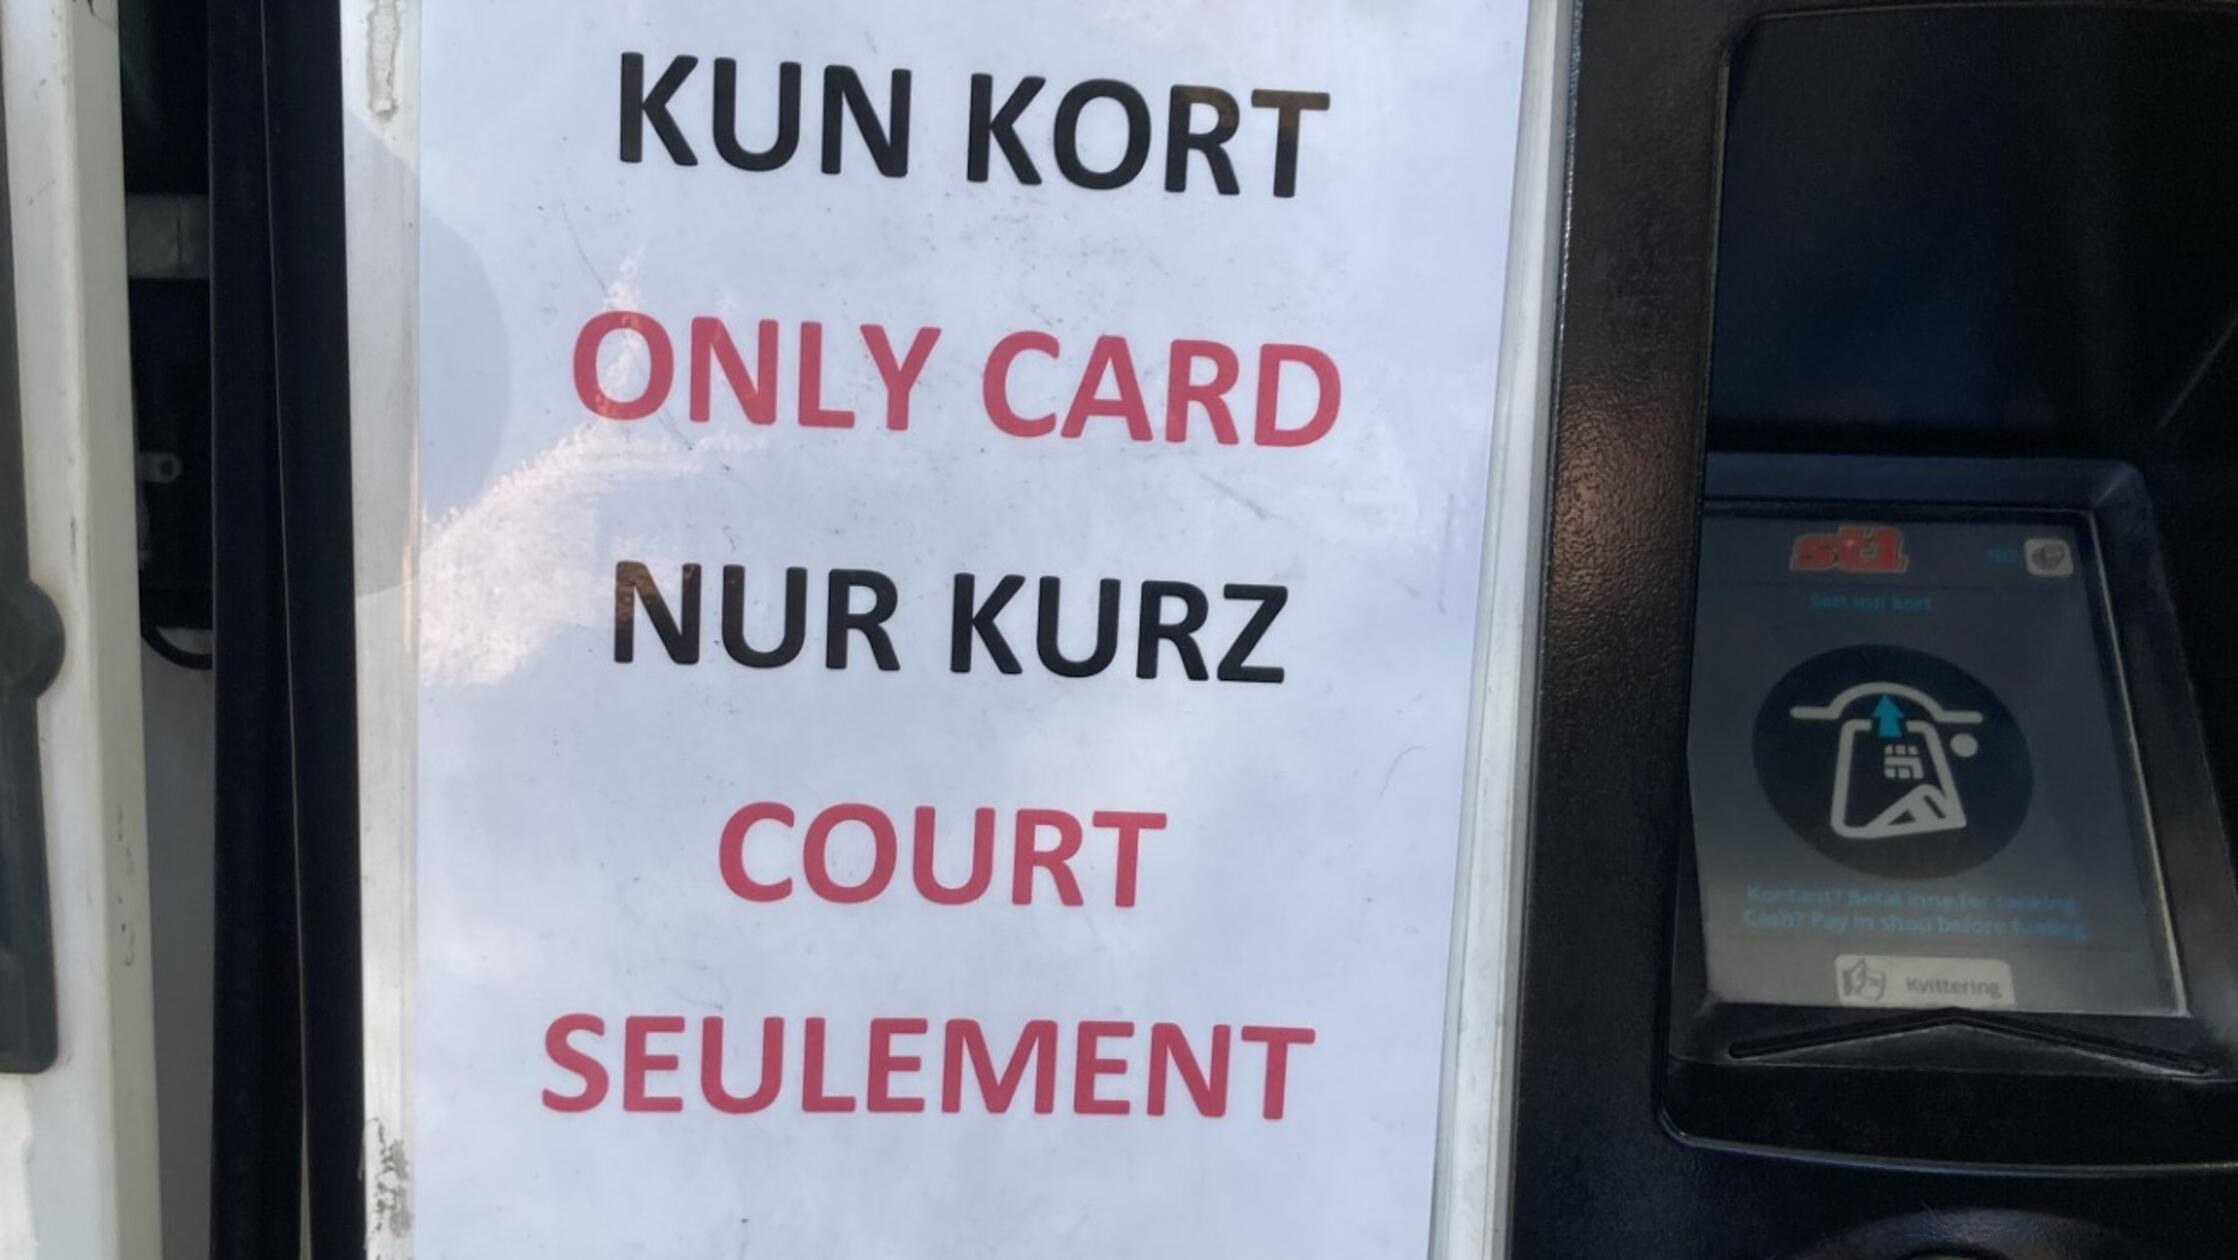 KUN KORT
ONLY CARD
NUR KURZ
COURT
SEULEMENT
st1
Sett inn kort
Kontant? Betal inne før tanking.
Cash? Pay in shop before fueling.
Kvittering